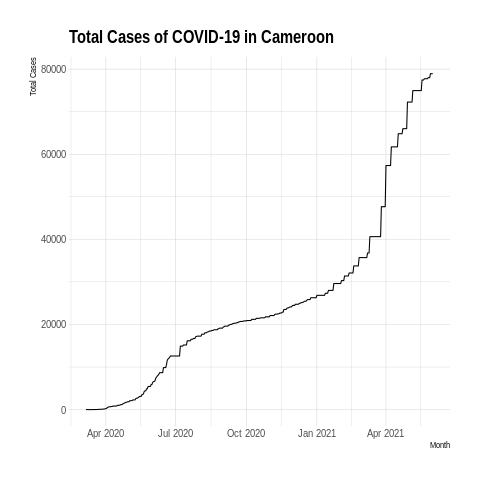 Total Cases of COVID-19 in Cameroon
Total Cases
80000
60000
40000
20000
0
Apr 2020 Jul 2020 Oct 2020 Jan 2021 Apr 2021
Month